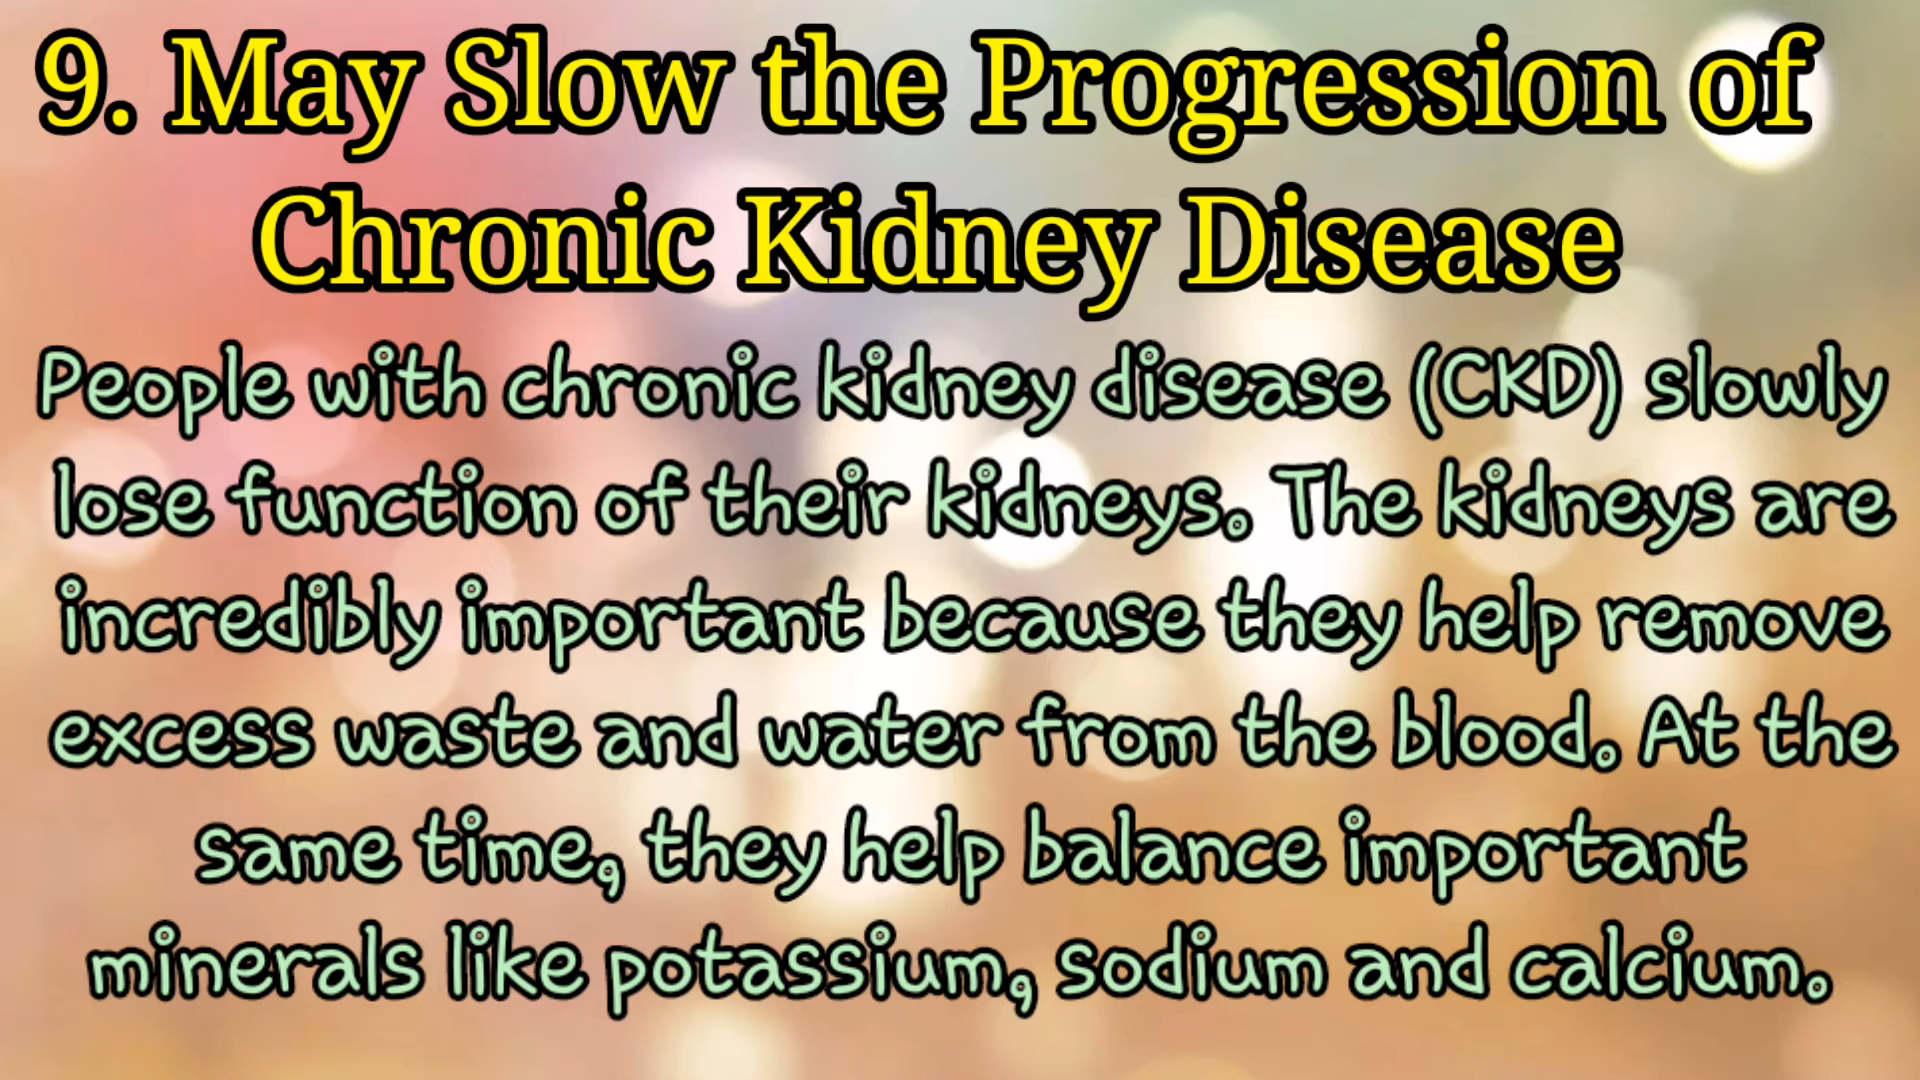 9. May Slow the Progression of
Chronic Kidney Disease
People with chronic kidney disease (CKD) slowly
lose function of their kidneys. The kidneys are
incredibly important because they help remove
excess waste and water from the blood. At the
same time, they help balance important
minerals like potassium, sodium and calcium.